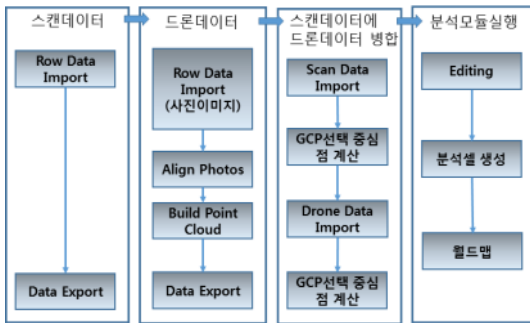 스캔데이터
Row Data
Import
Data Export
드론데이터
Row Data
Import
(사진이미지)
Align Photos
Build Point
Cloud
Data Export
스캔데이터에
드론데이터 병합
Scan Data
Import
GCP선택 중심
점 계산
Drone Data
Import
GCP선택 중심
점 계산
분석모듈실행
Editing
분석셀 생성
월드맵